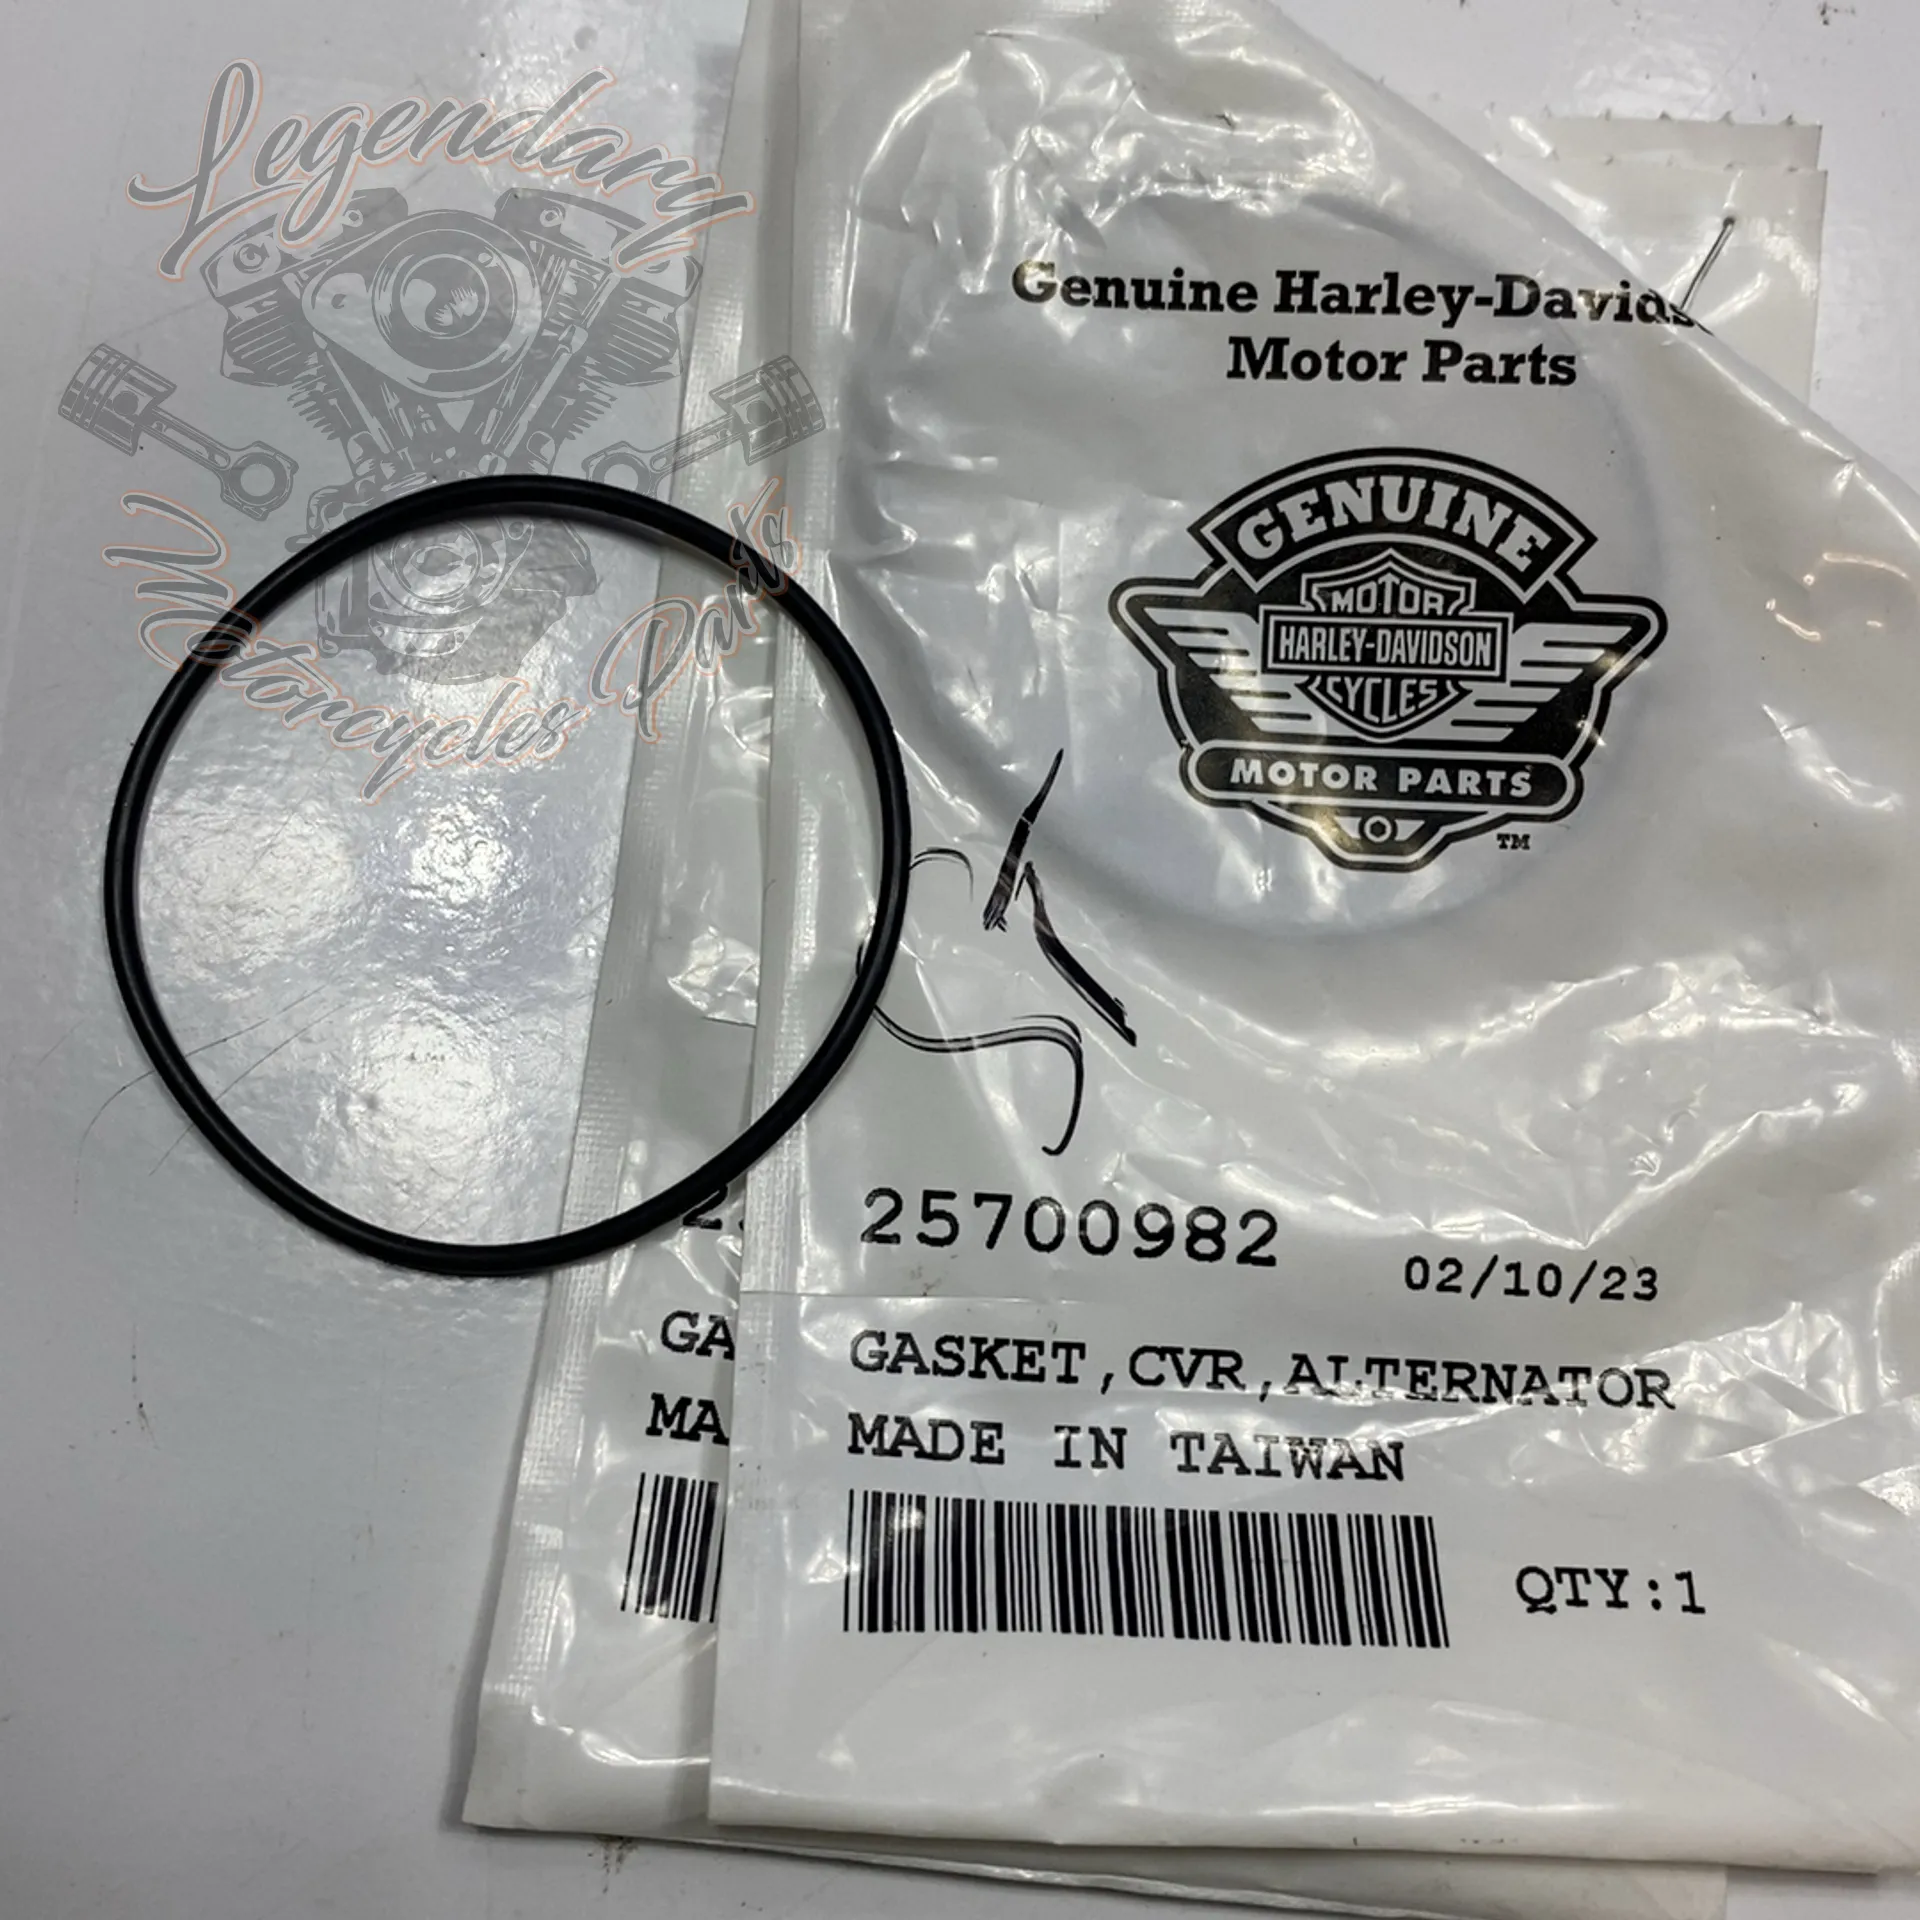 Legendary
Motorcycles Parts
Genuine Harley-Davids
Motor Parts
GENUINE
MOTOR
HARLEY-DAVIDSON
CYCLES
MOTOR PARTS
TM
25700982
02/10/23
GASKET,CVR,ALTERNATOR
MADE IN TAIWAN
QTY:1
GA
MA